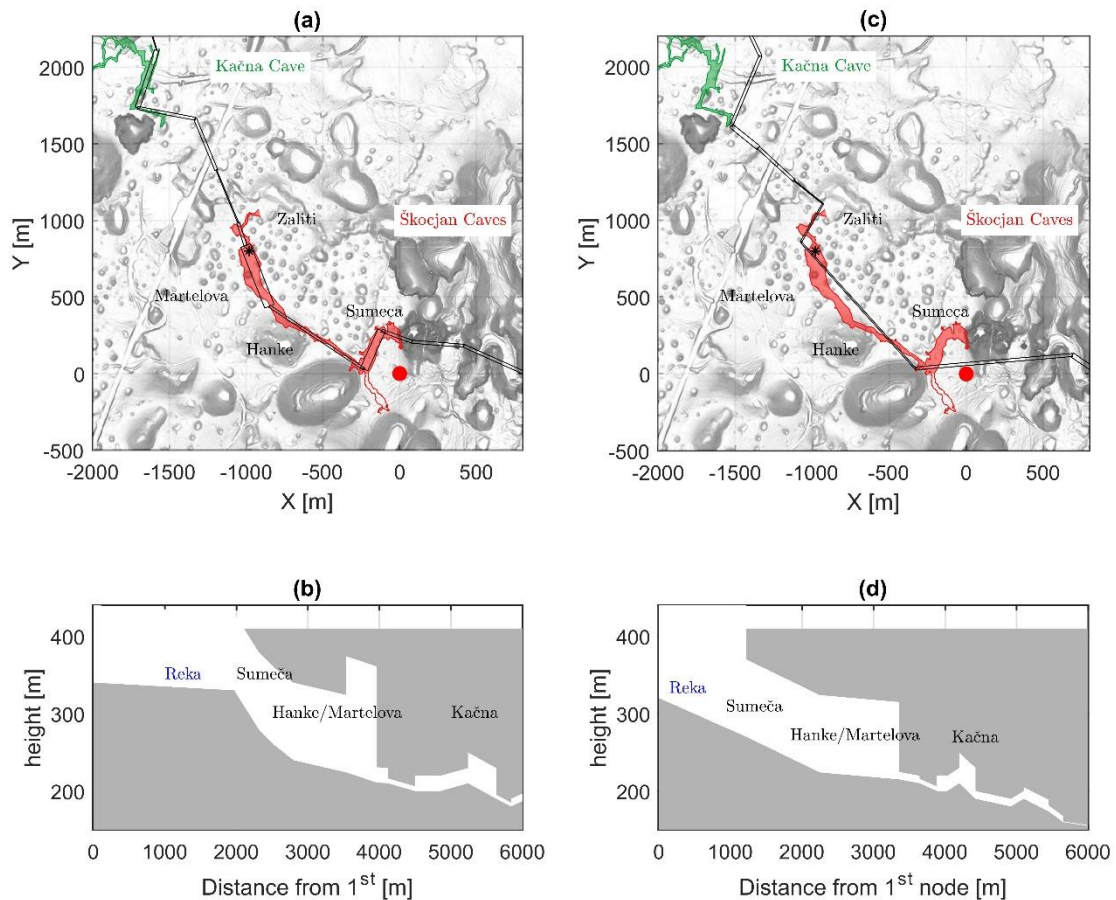 (a)
2000
1500
1000
500
0
-500
Y [m]
Kačna Cave
Zaliti
Škocjan Caves
Martelova
Sumeca
Hanke
-2000 -1500 -1000 -500 0 500
X [m]
(c)
2000
1500
1000
500
0
-500
Y [m]
Kačna Cave
Zaliti
Škocjan Caves
Martelova
Sumeca
Hanke
-2000 -1500 -1000 -500 0 500
X [m]
(b)
400
300
200
height [m]
Reka
Sumeča
Hanke/Martelova
Kačna
0 1000 2000 3000 4000 5000 6000
Distance from 1st [m]
(d)
400
300
200
height [m]
Reka
Sumeča
Hanke/Martelova
Kačna
0 1000 2000 3000 4000 5000 6000
Distance from 1st node [m]